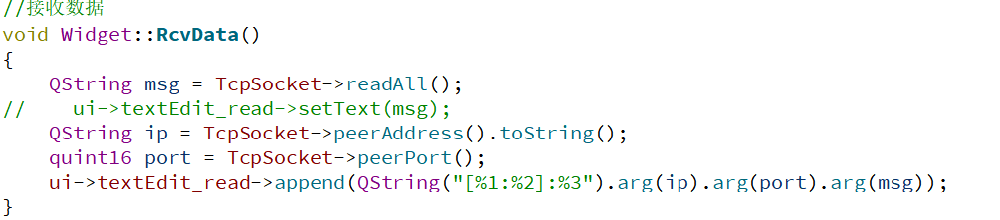 //接收数据
void Widget::RcvData()
{
    QString msg = TcpSocket->readAll();
//    ui->textEdit_read->setText(msg);
    QString ip = TcpSocket->peerAddress().toString();
    quint16 port = TcpSocket->peerPort();
    ui->textEdit_read->append(QString("[%1:%2]:%3").arg(ip).arg(port).arg(msg));
}